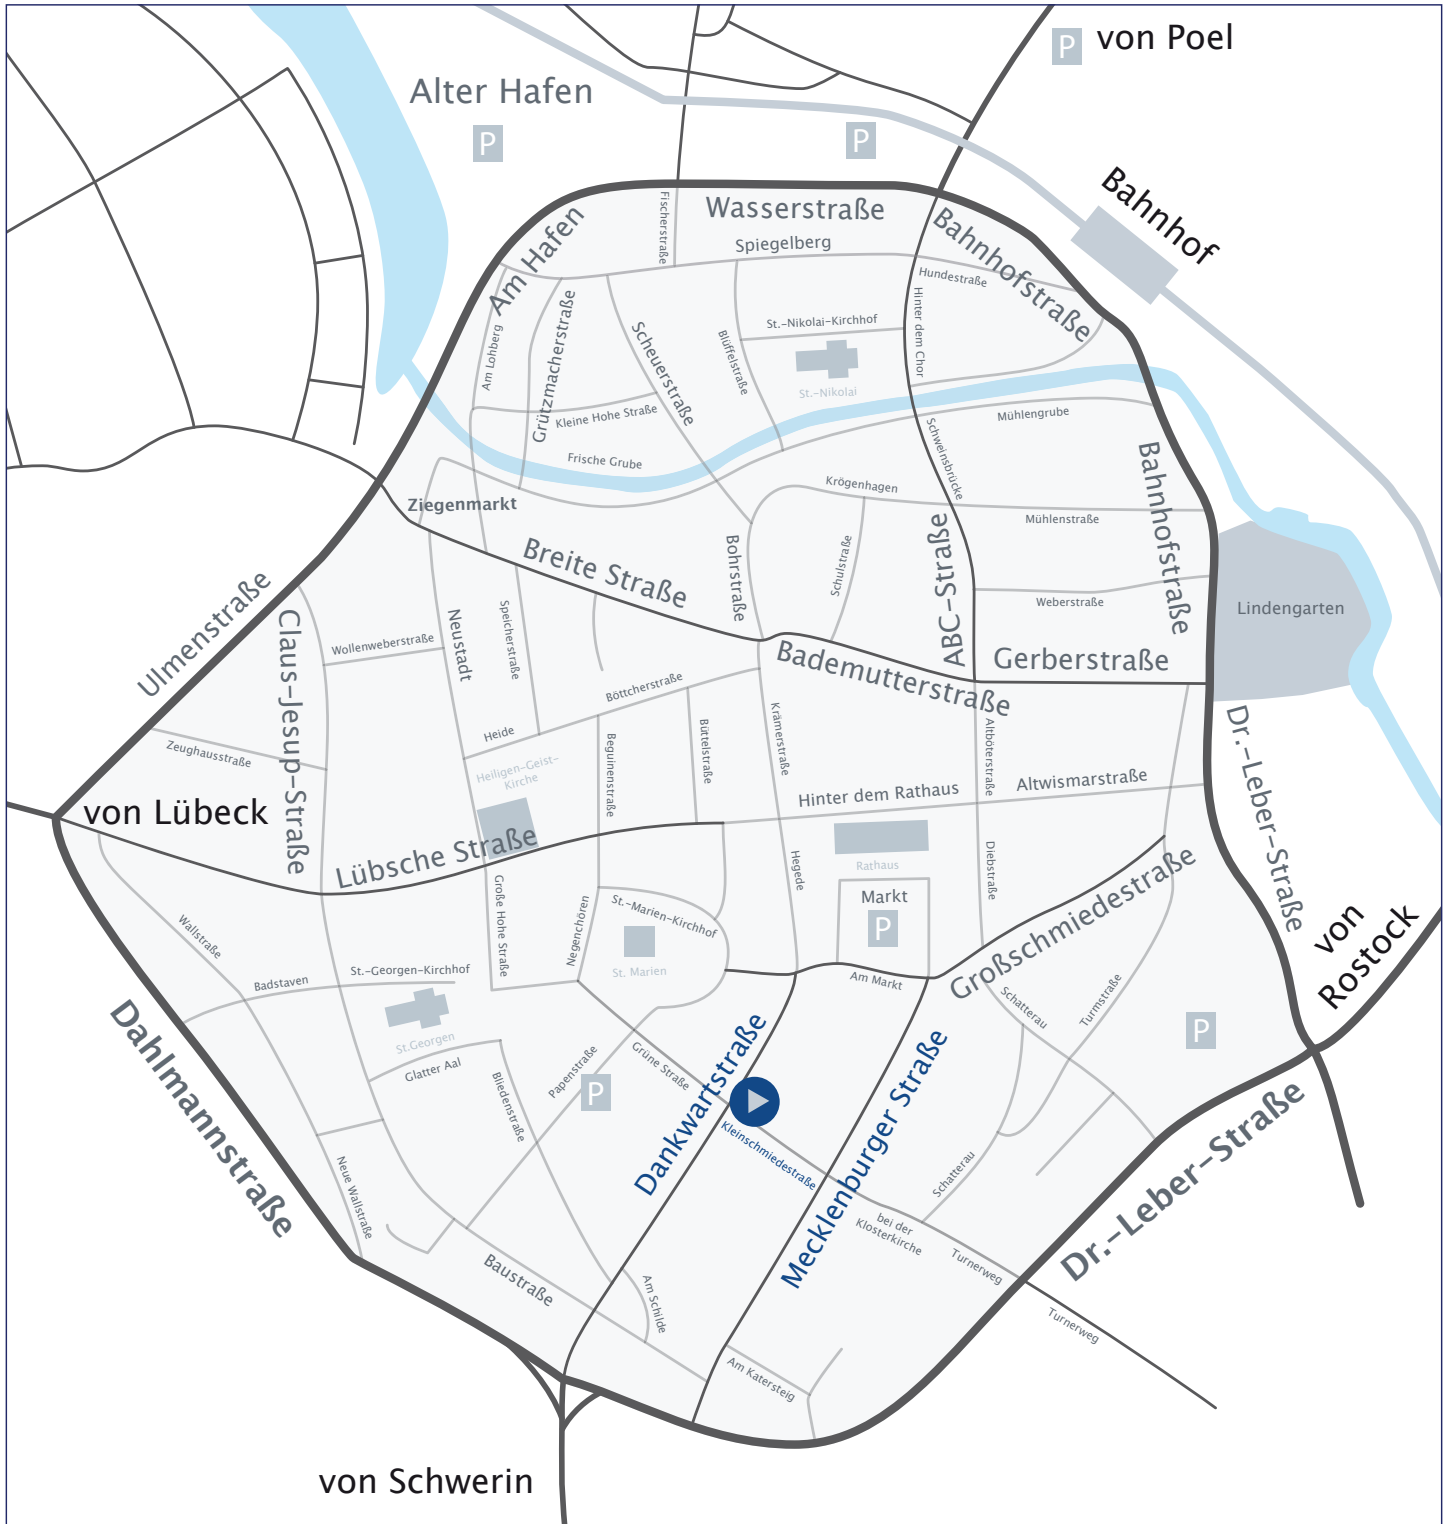 P von Poel
Alter Hafen
P
P
Bahnhof
Wasserstraße
Am Hafen
Fischerstraße
Spiegelberg
Bahnhofstraße
Hundestraße
Hinter dem Chor
St.-Nikolai-Kirchhof
St.-Nikolai
Am Lohberg
Grützmacherstraße
Scheuerstraße
Blüffelstraße
Kleine Hohe Straße
Frische Grube
Mühlengrube
Schweinsbrücke
Ziegenmarkt
Krögenhagen
Mühlenstraße
Bahnhofstraße
Breite Straße
Bohrstraße
Schulstraße
ABC-Straße
Weberstraße
Lindengarten
Ulmenstraße
Claus-Jesup-Straße
Wollenweberstraße
Neustadt
Speicherstraße
Bademutterstraße
Gerberstraße
Böttcherstraße
Heide
Zeughausstraße
Heiligen-Geist-
Kirche
Beguinenstraße
Büttelstraße
Krämerstraße
Altböterstraße
Hinter dem Rathaus
Altwismarstraße
Dr.-Leber-Straße
von Lübeck
Lübsche Straße
Rathaus
Hegede
Diebstraße
Markt
P
Großschmiedestraße
von
Rostock
Wallstraße
Große Hohe Straße
Negenchören
St.-Marien-Kirchhof
St. Marien
Am Markt
Badstaven
St.-Georgen-Kirchhof
St.Georgen
Glatter Aal
Schatterau
Turmstraße
P
Dahlmannstraße
Bliedenstraße
Papenstraße
P
Grüne Straße
Dankwartstraße
Kleinschmiedestraße
Mecklenburger Straße
Neue Wallstraße
Schatterau
Dr.-Leber-Straße
bei der
Klosterkirche
Turnerweg
Turnerweg
Baustraße
Am Schilde
Am Katersteig
von Schwerin